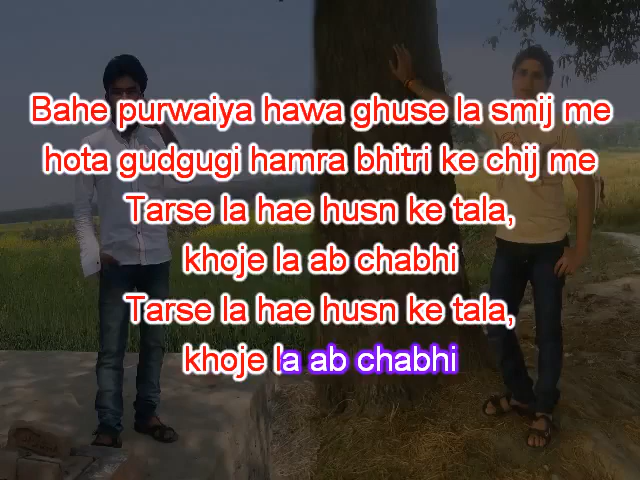 Bahe purwaiya hawa ghuse la smij me
hota gudgugi hamra bhitri ke chij me
Tarse la hae husn ke tala,
khoje la ab chabhi
Tarse la hae husn ke tala,
khoje la ab chabhi